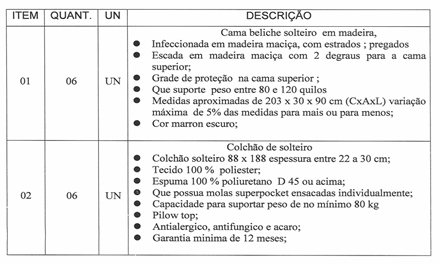 ITEM QUANT. UN DESCRIÇÃO
Cama beliche solteiro em madeira,
Infeccionada em madeira maciça, com estrados ; pregados
Escada em madeira maciça com 2 degraus para a cama
superior;
Grade de proteção na cama superior ;
01 06 UN
Que suporte peso entre 80 e 120 quilos
Medidas aproximadas de 203 x 30 x 90 cm (CxAxL) variação
máxima de 5% das medidas para mais ou para menos;
Cor marron escuro;
Colchão de solteiro
Colchão solteiro 88 x 188 espessura entre 22 a 30 cm;
Tecido 100 % poliester;
Espuma 100 % poliuretano D 45 ou acima;
02 06 UN
Que possua molas superpocket ensacadas individualmente;
Capacidade para suportar peso de no mínimo 80 kg
Pilow top;
Antialergico, antifungico e acaro;
Garantia minima de 12 meses;